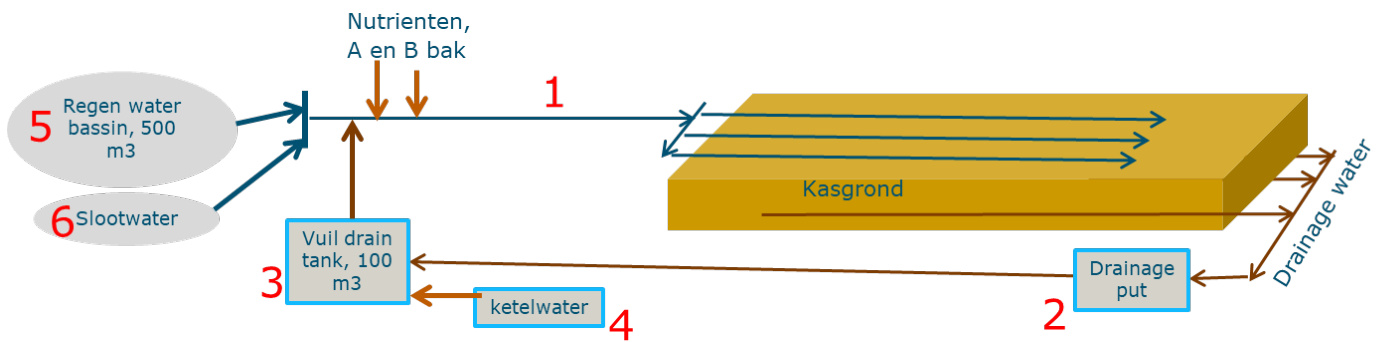 Nutrienten,
A en B bak
1
5
Regen water
bassin, 500
m3
6
Slootwater
Kasgrond
Drainage water
3
Vuil drain
tank, 100
m3
Drainage
put
2
ketelwater
4